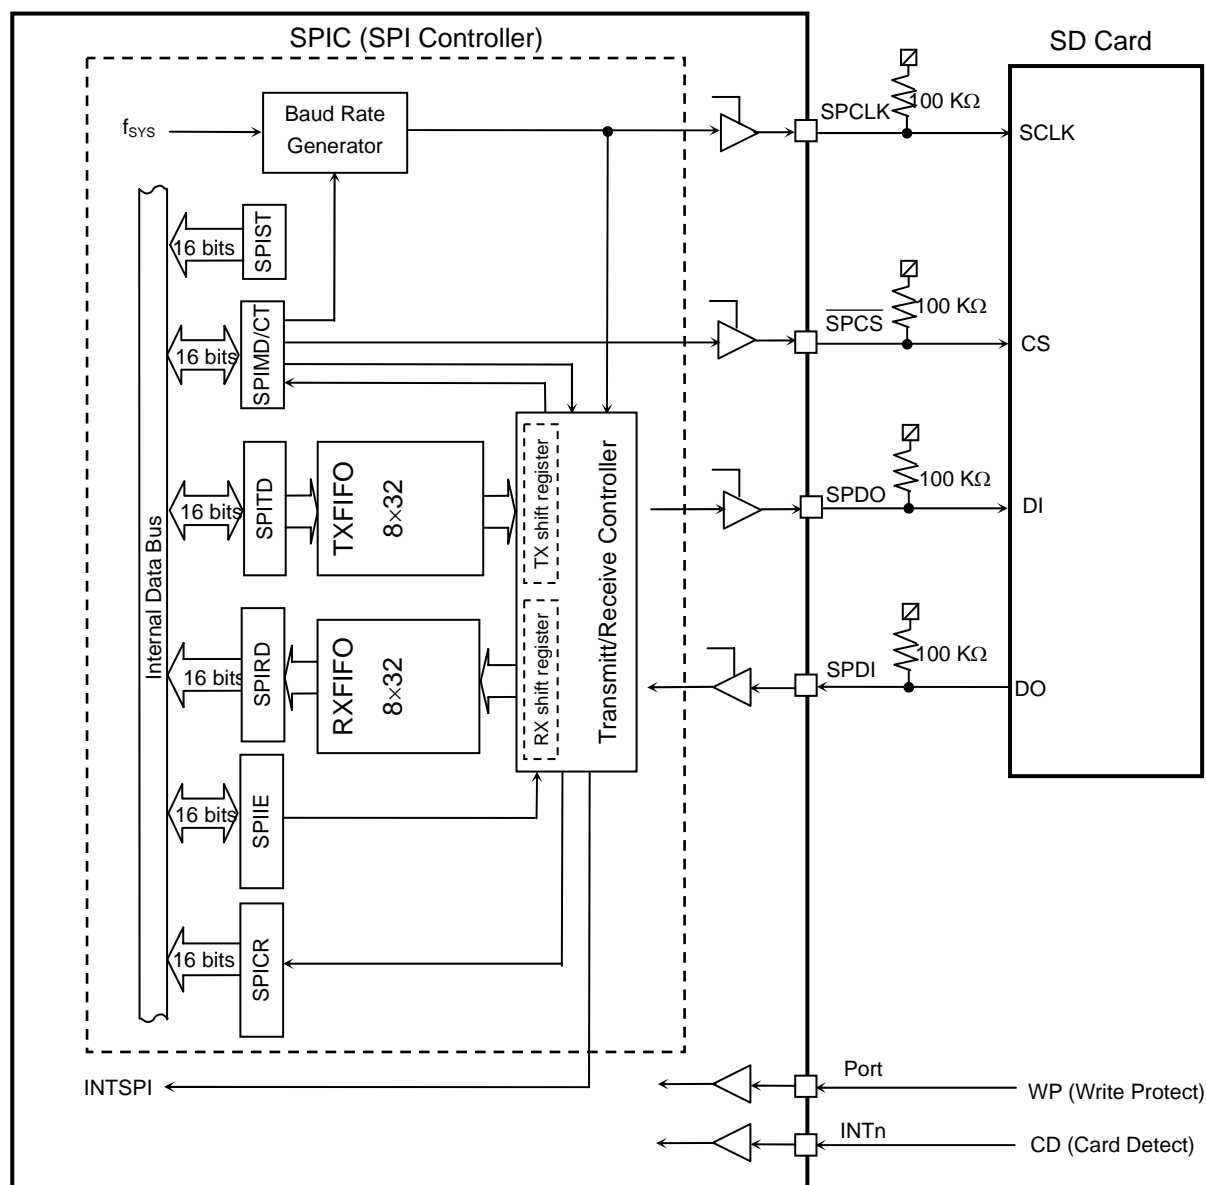 SPIC (SPI Controller)
SD Card
f_SYS
Baud Rate
Generator
SPCLK
100 KΩ
SCLK
16 bits
SPIST
16 bits
SPIMD/CT
SPCS
100 KΩ
CS
Internal Data Bus
16 bits
SPITD
TXFIFO
8×32
TX shift register
Transmitt/Receive Controller
SPDO
100 KΩ
DI
16 bits
SPIRD
RXFIFO
8×32
RX shift register
SPDI
100 KΩ
DO
16 bits
SPIIE
16 bits
SPICR
INTSPI
Port
WP (Write Protect)
INTn
CD (Card Detect)